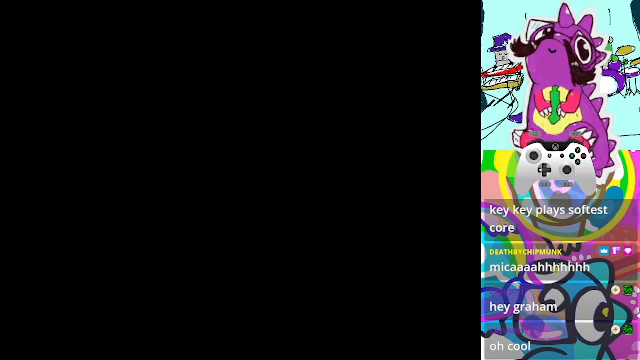 key key plays softest
core
DEATHBYCHIPMUNK
micaaaahhhhhhh
hey graham
oh cool